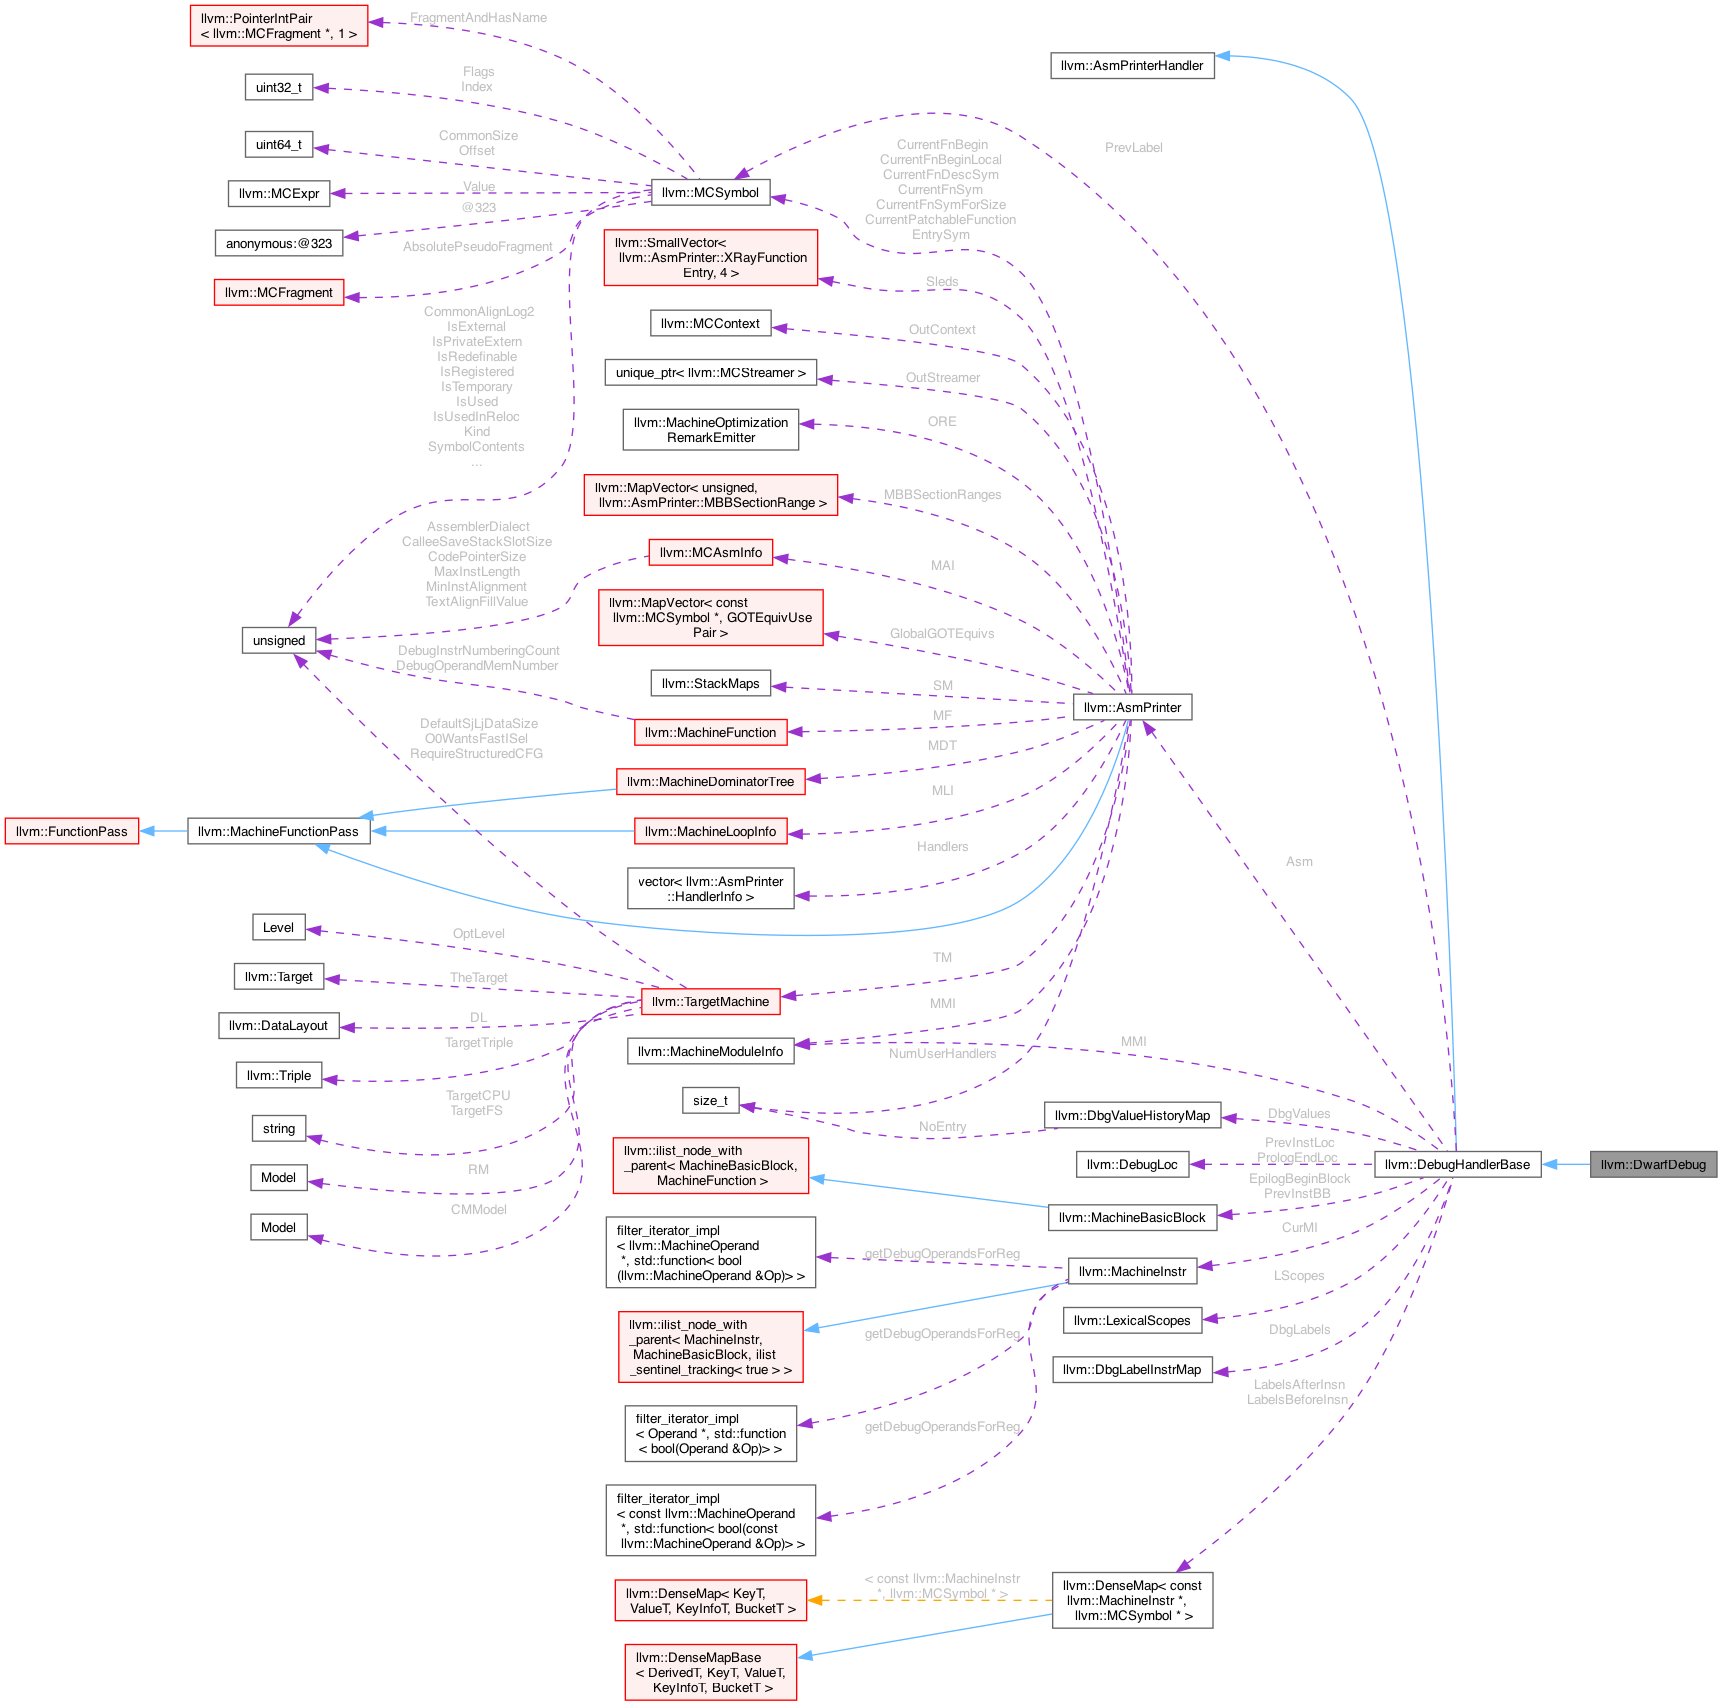 llvm::PointerIntPair
< llvm::MCFragment *, 1 >
uint32_t
uint64_t
llvm::MCExpr
anonymous:@323
llvm::MCFragment
unsigned
llvm::FunctionPass
llvm::MachineFunctionPass
Level
llvm::Target
llvm::DataLayout
llvm::Triple
string
Model
Model
FragmentAndHasName
Flags
Index
CommonSize
Offset
Value
@323
AbsolutePseudoFragment
CommonAlignLog2
IsExternal
IsPrivateExtern
IsRedefinable
IsRegistered
IsTemporary
IsUsed
IsUsedInReloc
Kind
SymbolContents
...
AssemblerDialect
CalleeSaveStackSlotSize
CodePointerSize
MaxInstLength
MinInstAlignment
TextAlignFillValue
DebugInstrNumberingCount
DebugOperandMemNumber
DefaultSjLjDataSize
O0WantsFastISel
RequireStructuredCFG
OptLevel
TheTarget
DL
TargetTriple
TargetCPU
TargetFS
RM
CMModel
llvm::MCSymbol
llvm::SmallVector<
llvm::AsmPrinter::XRayFunction
Entry, 4 >
llvm::MCContext
unique_ptr< llvm::MCStreamer >
llvm::MachineOptimization
RemarkEmitter
llvm::MapVector< unsigned,
llvm::AsmPrinter::MBBSectionRange >
llvm::MCAsmInfo
llvm::MapVector< const
llvm::MCSymbol *, GOTEquivUse
Pair >
llvm::StackMaps
llvm::MachineFunction
llvm::MachineDominatorTree
llvm::MachineLoopInfo
vector< llvm::AsmPrinter
::HandlerInfo >
llvm::TargetMachine
llvm::MachineModuleInfo
size_t
llvm::ilist_node_with
_parent< MachineBasicBlock,
MachineFunction >
filter_iterator_impl
< llvm::MachineOperand
*, std::function< bool
(llvm::MachineOperand &Op)> >
llvm::ilist_node_with
_parent< MachineInstr,
MachineBasicBlock, ilist
_sentinel_tracking< true > >
filter_iterator_impl
< Operand *, std::function
< bool(Operand &Op)> >
filter_iterator_impl
< const llvm::MachineOperand
*, std::function< bool(const
llvm::MachineOperand &Op)> >
llvm::DenseMap< KeyT,
ValueT, KeyInfoT, BucketT >
llvm::DenseMapBase
< DerivedT, KeyT, ValueT,
KeyInfoT, BucketT >
CurrentFnBegin
CurrentFnBeginLocal
CurrentFnDescSym
CurrentFnSym
CurrentFnSymForSize
CurrentPatchableFunction
EntrySym
Sleds
OutContext
OutStreamer
ORE
MBBSectionRanges
MAI
GlobalGOTEquivs
SM
MF
MDT
MLI
Handlers
TM
MMI
NumUserHandlers
NoEntry
getDebugOperandsForReg
getDebugOperandsForReg
getDebugOperandsForReg
< const llvm::MachineInstr
*, llvm::MCSymbol * >
llvm::AsmPrinterHandler
PrevLabel
llvm::AsmPrinter
Asm
MMI
llvm::DbgValueHistoryMap
llvm::DebugLoc
llvm::MachineBasicBlock
llvm::MachineInstr
llvm::LexicalScopes
llvm::DbgLabelInstrMap
llvm::DenseMap< const
llvm::MachineInstr *,
llvm::MCSymbol * >
DbgValues
PrevInstLoc
PrologEndLoc
EpilogBeginBlock
PrevInstBB
CurMI
LScopes
DbgLabels
LabelsAfterInsn
LabelsBeforeInsn
llvm::DebugHandlerBase
llvm::DwarfDebug